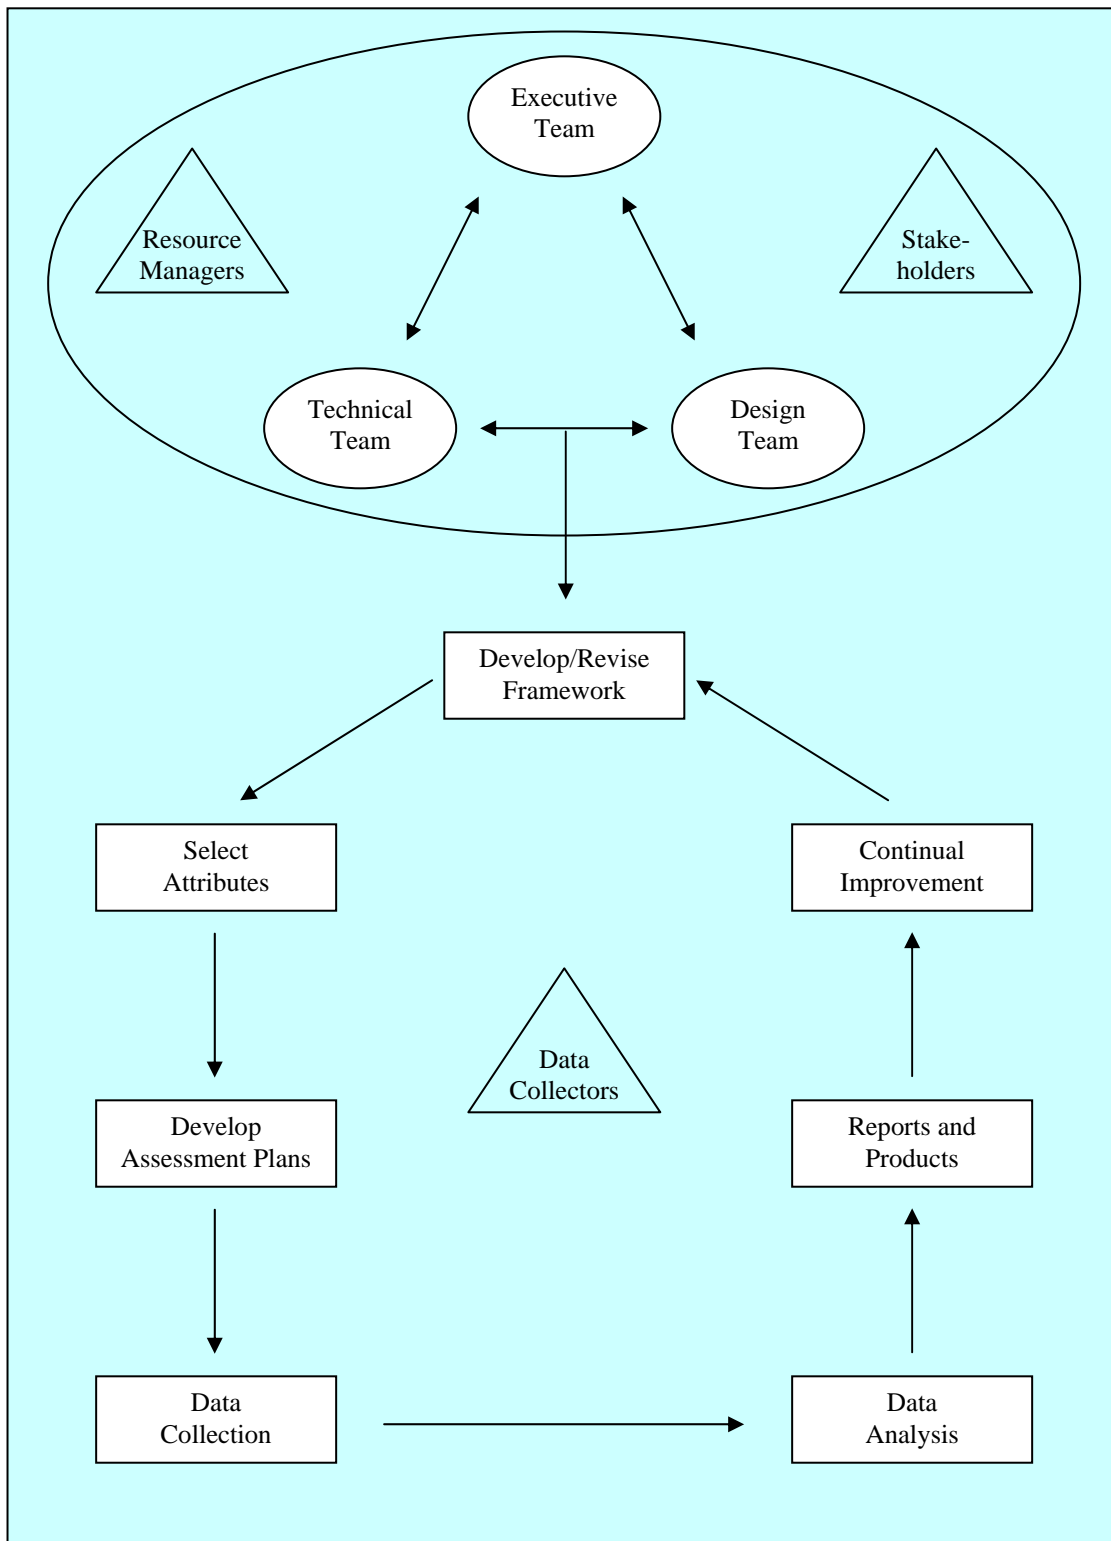 Executive
Team
Resource
Managers
Stake-
holders
Technical
Team
Design
Team
Develop/Revise
Framework
Select
Attributes
Continual
Improvement
Data
Collectors
Develop
Assessment Plans
Reports and
Products
Data
Collection
Data
Analysis